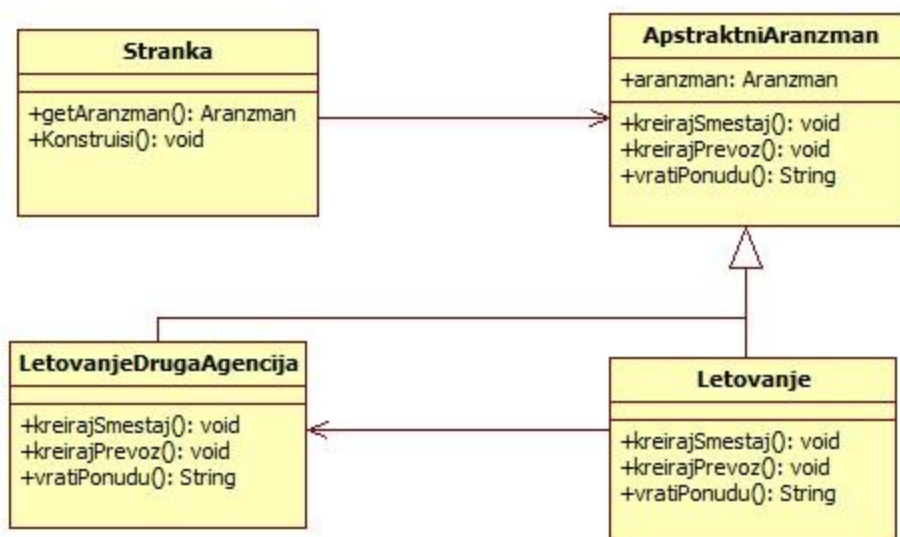 Stranka
+getAranzman(): Aranzman
+Konstruisi(): void
ApstraktniAranzman
+aranzman: Aranzman
+kreirajSmestaj(): void
+kreirajPrevoz(): void
+vratiPonudu(): String
LetovanjeDrugaAgencija
+kreirajSmestaj(): void
+kreirajPrevoz(): void
+vratiPonudu(): String
Letovanje
+kreirajSmestaj(): void
+kreirajPrevoz(): void
+vratiPonudu(): String